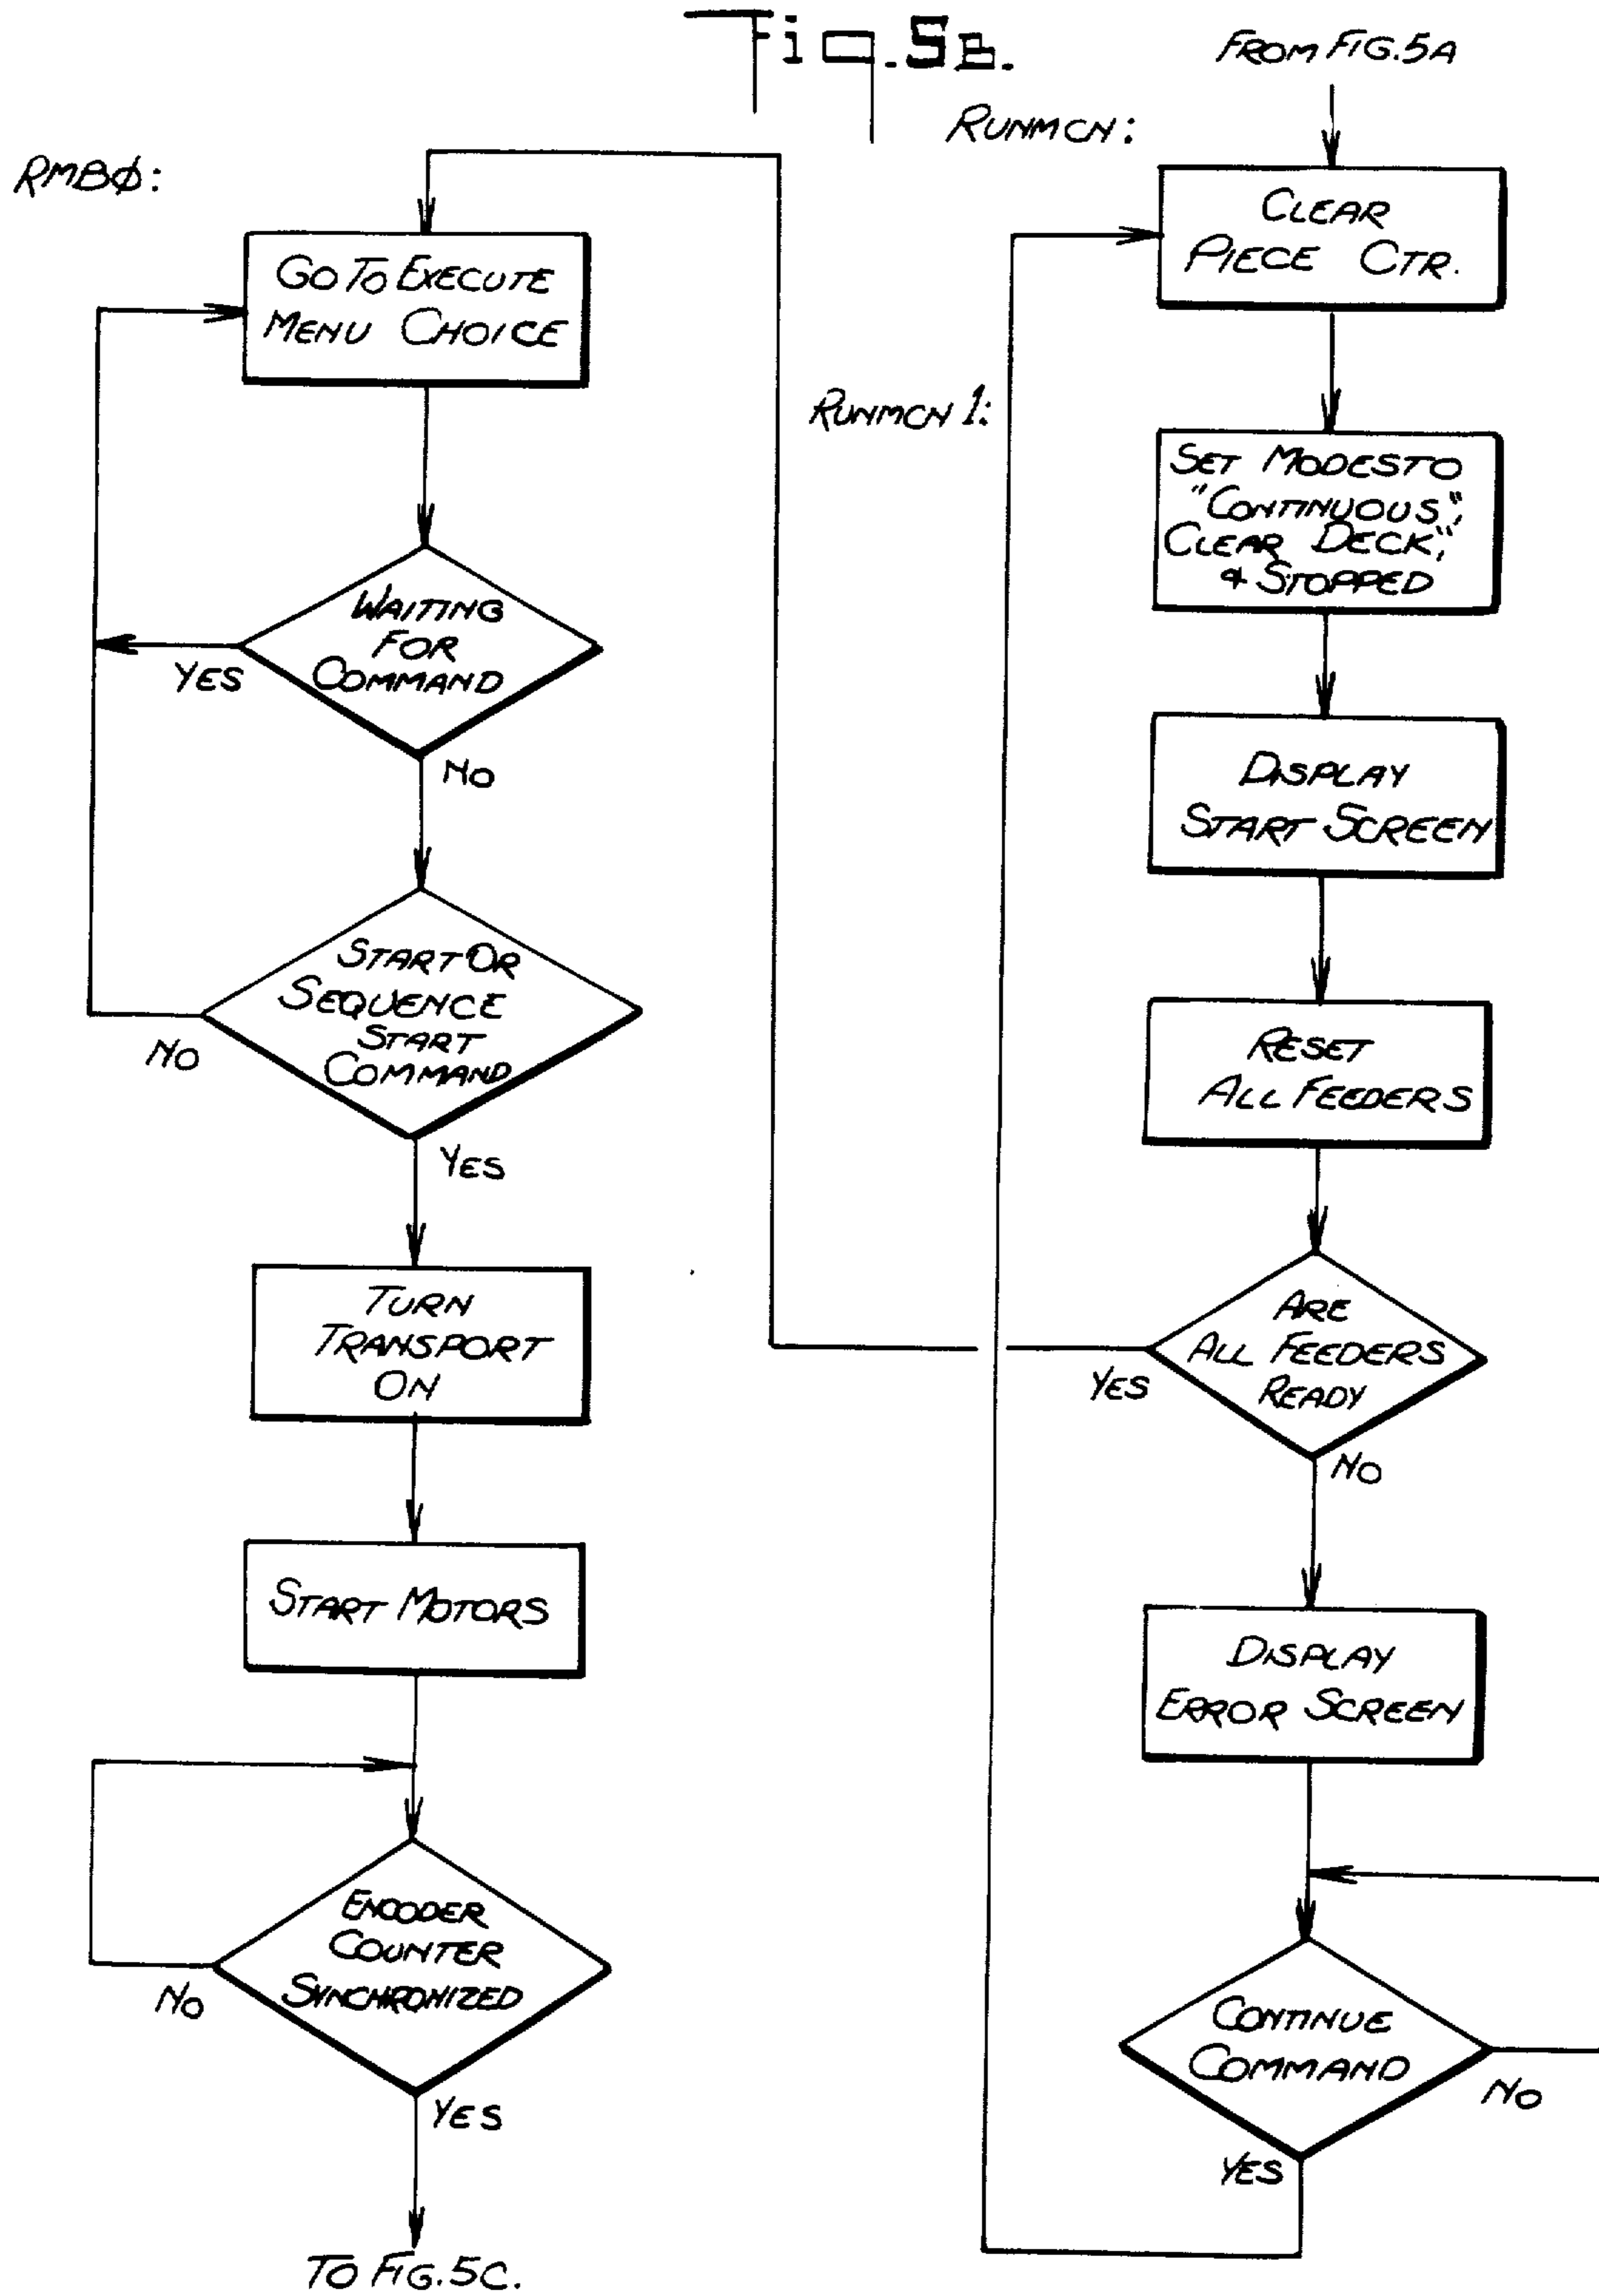 Fig. 5B.
FROM FIG. 5A
RUNMCN:
CLEAR
PIECE CTR.
RUNMCN 1:
SET MODES TO
"CONTINUOUS",
CLEAR DECK,"
& STOPPED
DISPLAY
START SCREEN
RESET
ALL FEEDERS
ARE
ALL FEEDERS
READY
YES
NO
DISPLAY
ERROR SCREEN
CONTINUE
COMMAND
NO
YES
RMBØ:
GO TO EXECUTE
MENU CHOICE
WAITING
FOR
COMMAND
YES
NO
START OR
SEQUENCE
START
COMMAND
NO
YES
TURN
TRANSPORT
ON
START MOTORS
ENCODER
COUNTER
SYNCHRONIZED
NO
YES
TO FIG. 5C.